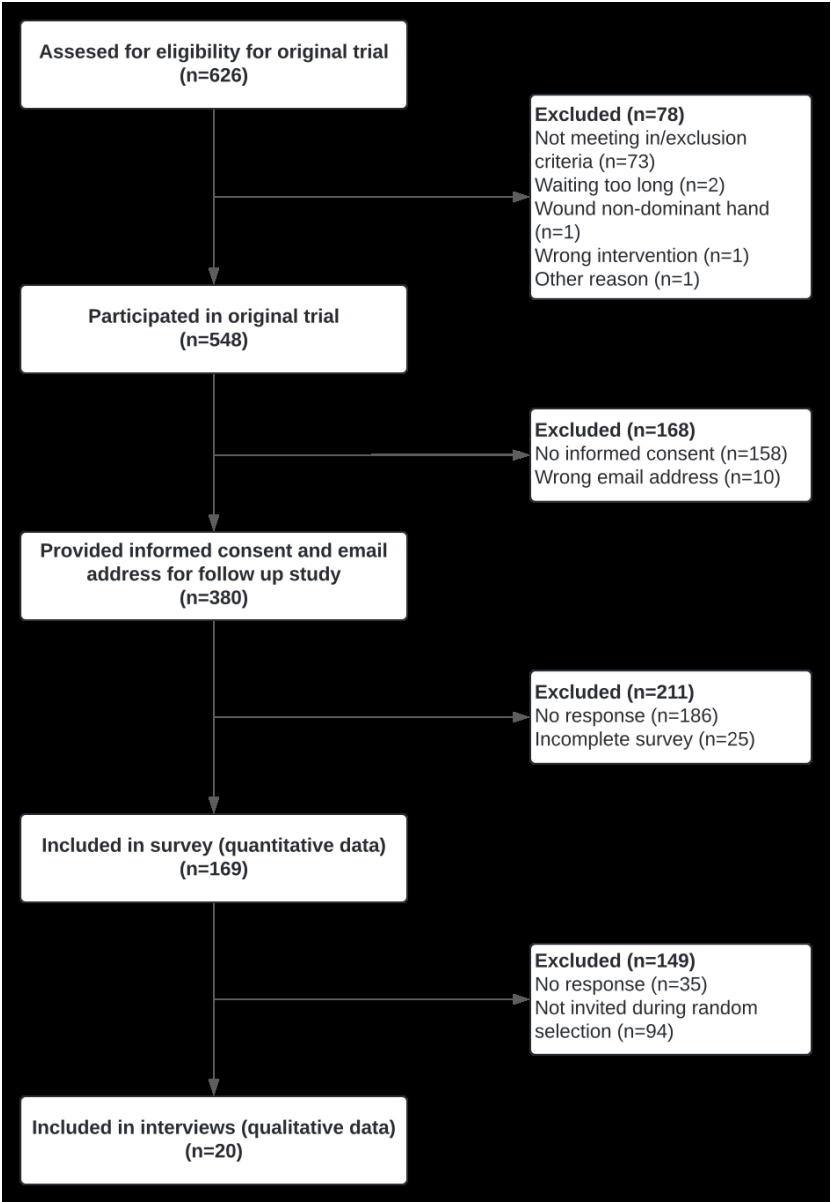 Assesed for eligibility for original trial
(n=626)
Excluded (n=78)
Not meeting in/exclusion
criteria (n=73)
Waiting too long (n=2)
Wound non-dominant hand
(n=1)
Wrong intervention (n=1)
Other reason (n=1)
Participated in original trial
(n=548)
Excluded (n=168)
No informed consent (n=158)
Wrong email address (n=10)
Provided informed consent and email
address for follow up study
(n=380)
Excluded (n=211)
No response (n=186)
Incomplete survey (n=25)
Included in survey (quantitative data)
(n=169)
Excluded (n=149)
No response (n=35)
Not invited during random
selection (n=94)
Included in interviews (qualitative data)
(n=20)